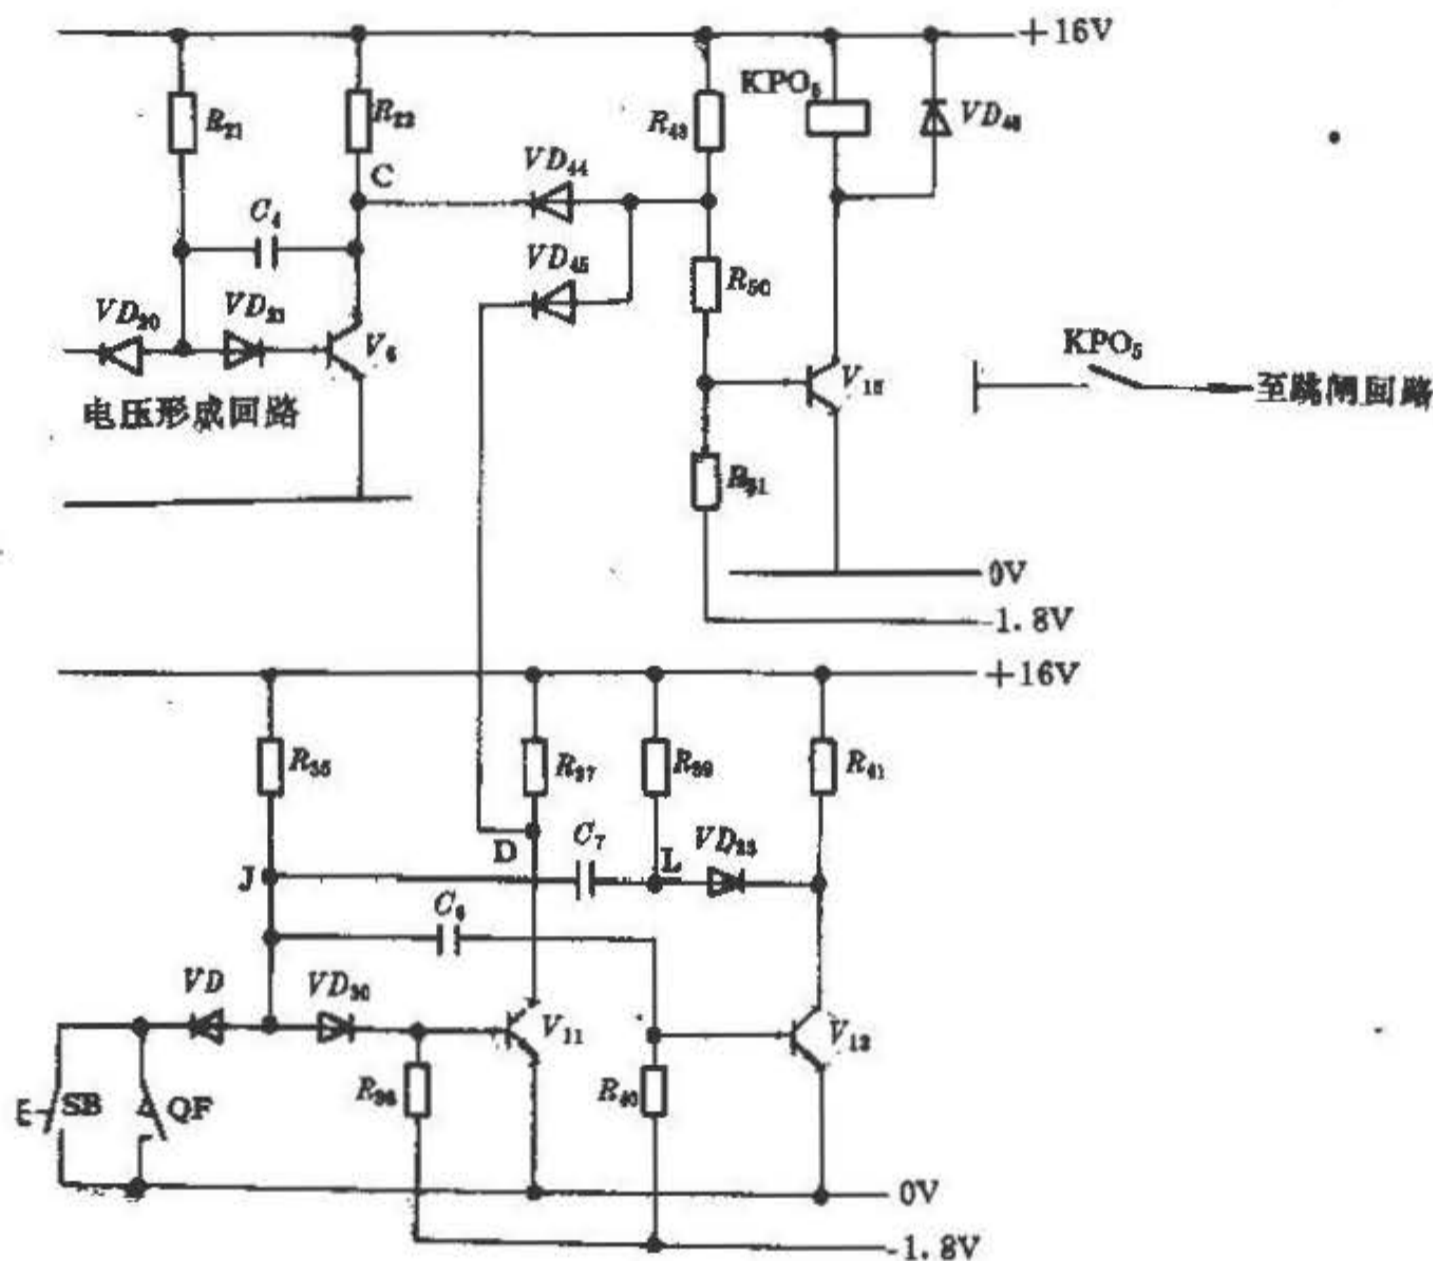 +16V
KPO₅
R₂₁
R₂₂
R₄₃
VD₄₈
C
VD₄₄
C₄
VD₄₅
R₅₀
VD₂₀
VD₂₁
V₆
KPO₅
V₁₅
至跳闸回路
电压形成回路
R₅₁
0V
-1.8V
+16V
R₃₅
R₃₇
R₃₉
R₄₁
D
C₇
L
VD₃₃
J
C₆
VD
VD₃₀
V₁₁
V₁₃
SB
QF
R₃₆
R₄₀
0V
-1.8V